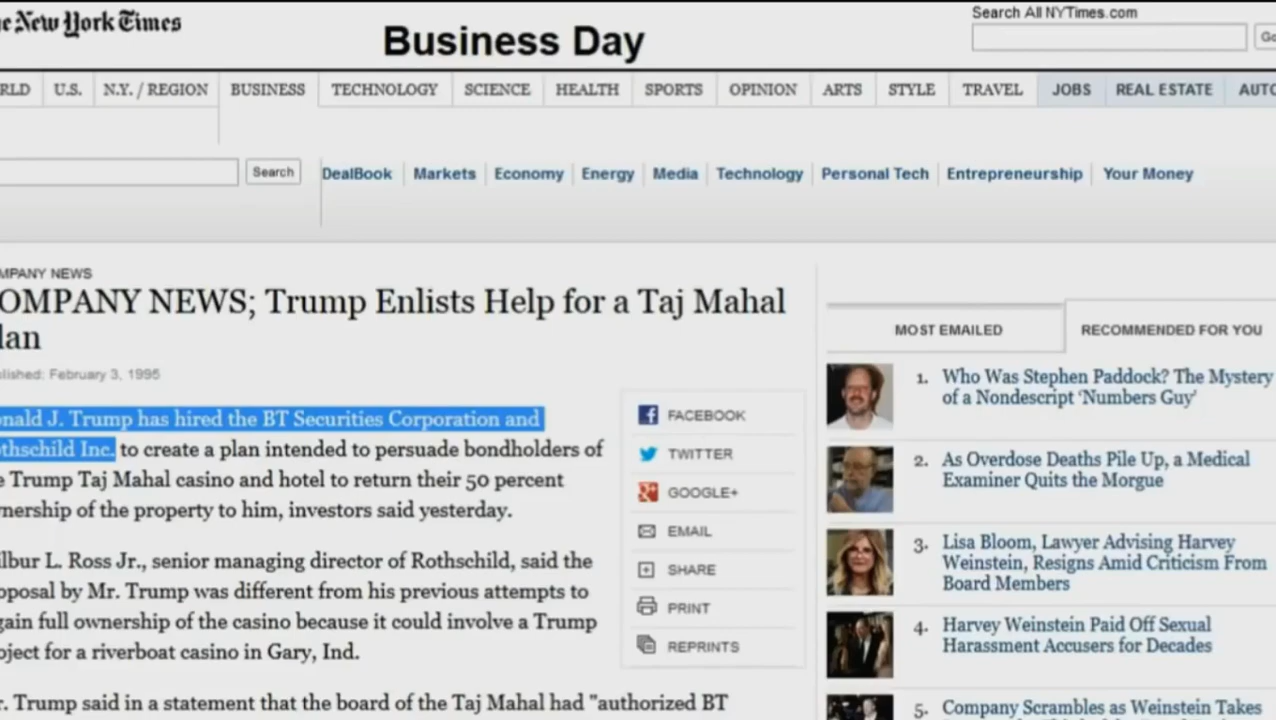 e New York Times
Business Day
Search All NYTimes.com
Go
RLD
U.S.
N.Y. / REGION
BUSINESS
TECHNOLOGY
SCIENCE
HEALTH
SPORTS
OPINION
ARTS
STYLE
TRAVEL
JOBS
REAL ESTATE
AUTO
Search
DealBook
Markets
Economy
Energy
Media
Technology
Personal Tech
Entrepreneurship
Your Money
MPANY NEWS
OMPANY NEWS; Trump Enlists Help for a Taj Mahal
lan
blished: February 3, 1995
onald J. Trump has hired the BT Securities Corporation and
othschild Inc. to create a plan intended to persuade bondholders of
e Trump Taj Mahal casino and hotel to return their 50 percent
wnership of the property to him, investors said yesterday.
ilbur L. Ross Jr., senior managing director of Rothschild, said the
oposal by Mr. Trump was different from his previous attempts to
gain full ownership of the casino because it could involve a Trump
oject for a riverboat casino in Gary, Ind.
r. Trump said in a statement that the board of the Taj Mahal had "authorized BT
FACEBOOK
TWITTER
GOOGLE+
EMAIL
SHARE
PRINT
REPRINTS
MOST EMAILED
RECOMMENDED FOR YOU
1. Who Was Stephen Paddock? The Mystery
of a Nondescript ‘Numbers Guy’
2. As Overdose Deaths Pile Up, a Medical
Examiner Quits the Morgue
3. Lisa Bloom, Lawyer Advising Harvey
Weinstein, Resigns Amid Criticism From
Board Members
4. Harvey Weinstein Paid Off Sexual
Harassment Accusers for Decades
5. Company Scrambles as Weinstein Takes